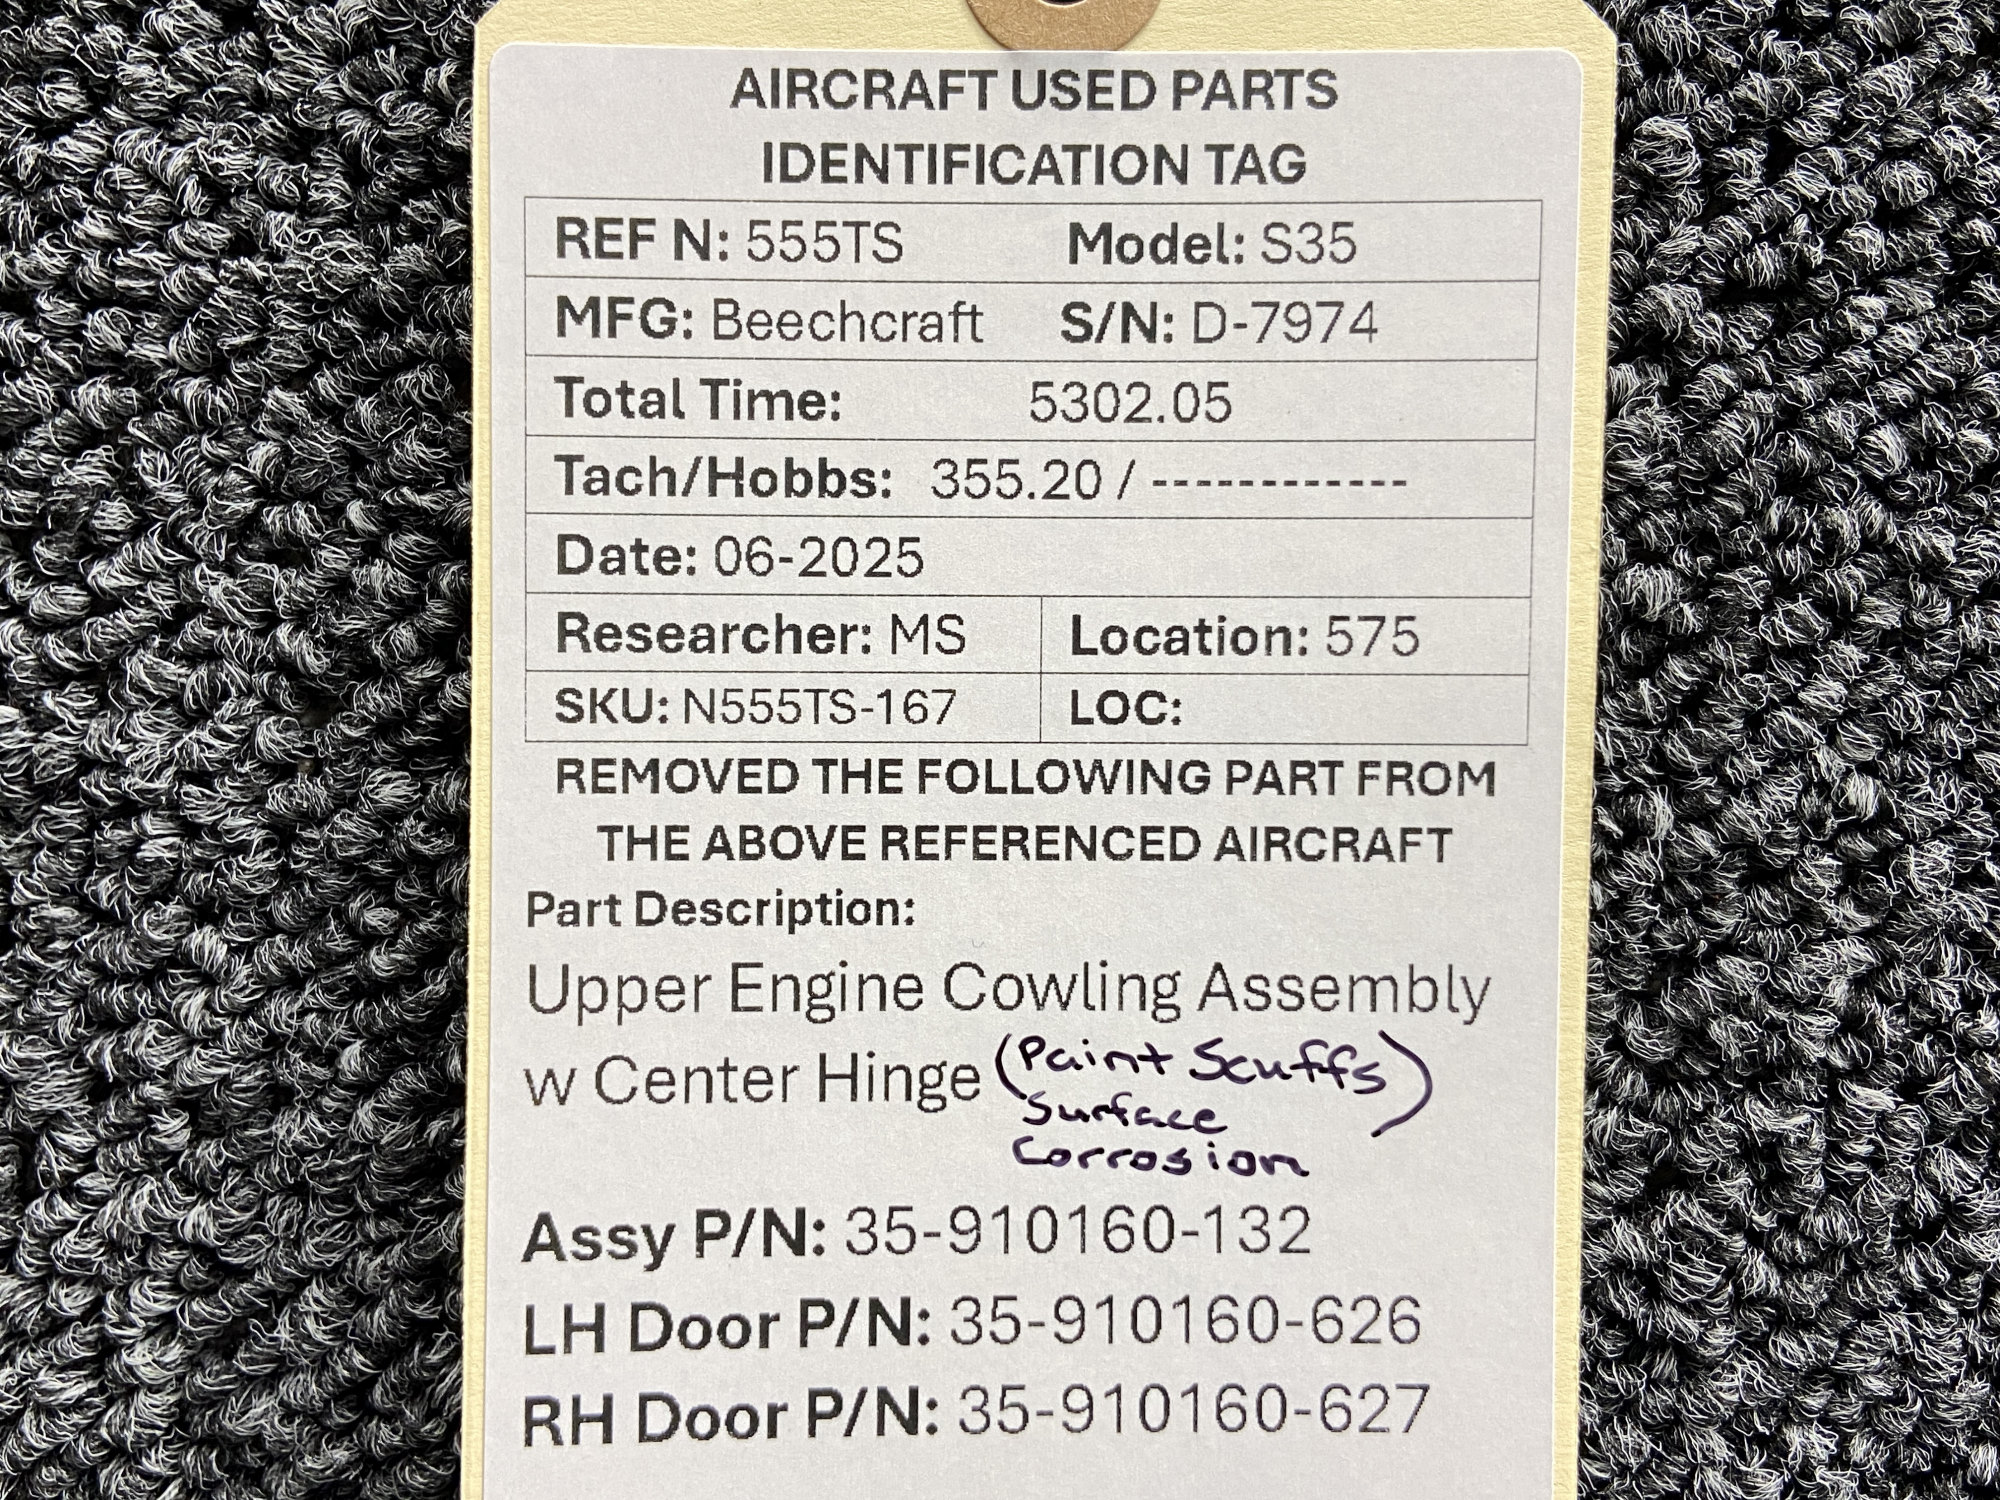 AIRCRAFT USED PARTS
IDENTIFICATION TAG
REF N: 555TS Model: S35
MFG: Beechcraft S/N: D-7974
Total Time: 5302.05
Tach/Hobbs: 355.20 / ------------
Date: 06-2025
Researcher: MS Location: 575
SKU: N555TS-167 LOC:
REMOVED THE FOLLOWING PART FROM
THE ABOVE REFERENCED AIRCRAFT
Part Description:
Upper Engine Cowling Assembly
w Center Hinge (Paint Scuffs)
Surface
Corrosion
Assy P/N: 35-910160-132
LH Door P/N: 35-910160-626
RH Door P/N: 35-910160-627